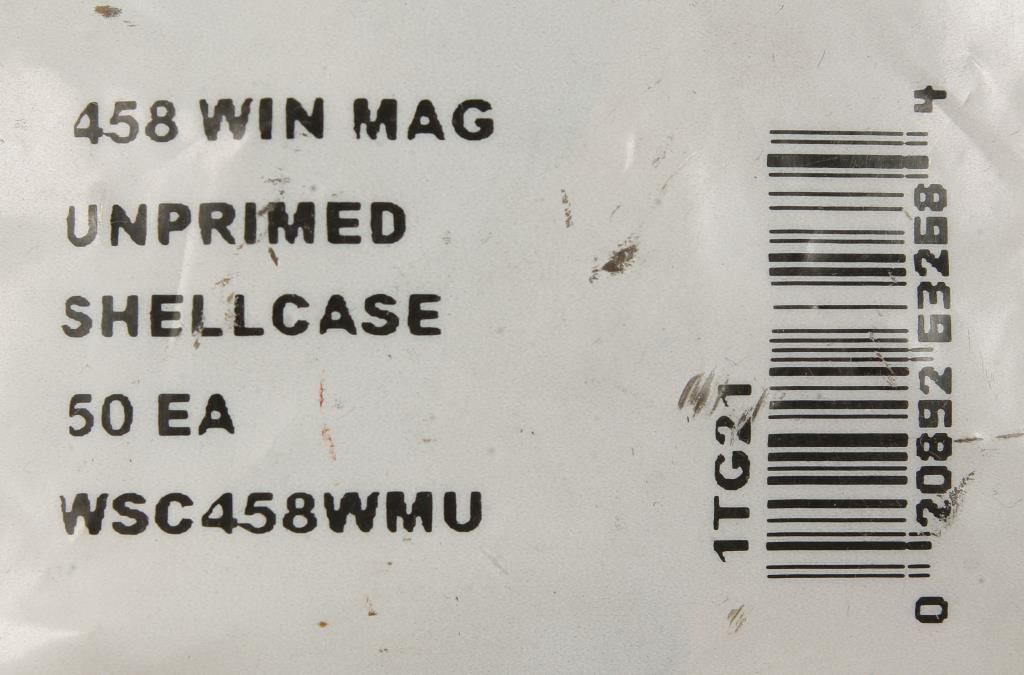 458 WIN MAG
UNPRIMED
SHELLCASE
50 EA
WSC458WMU
1TG21
0 20892 63268 4